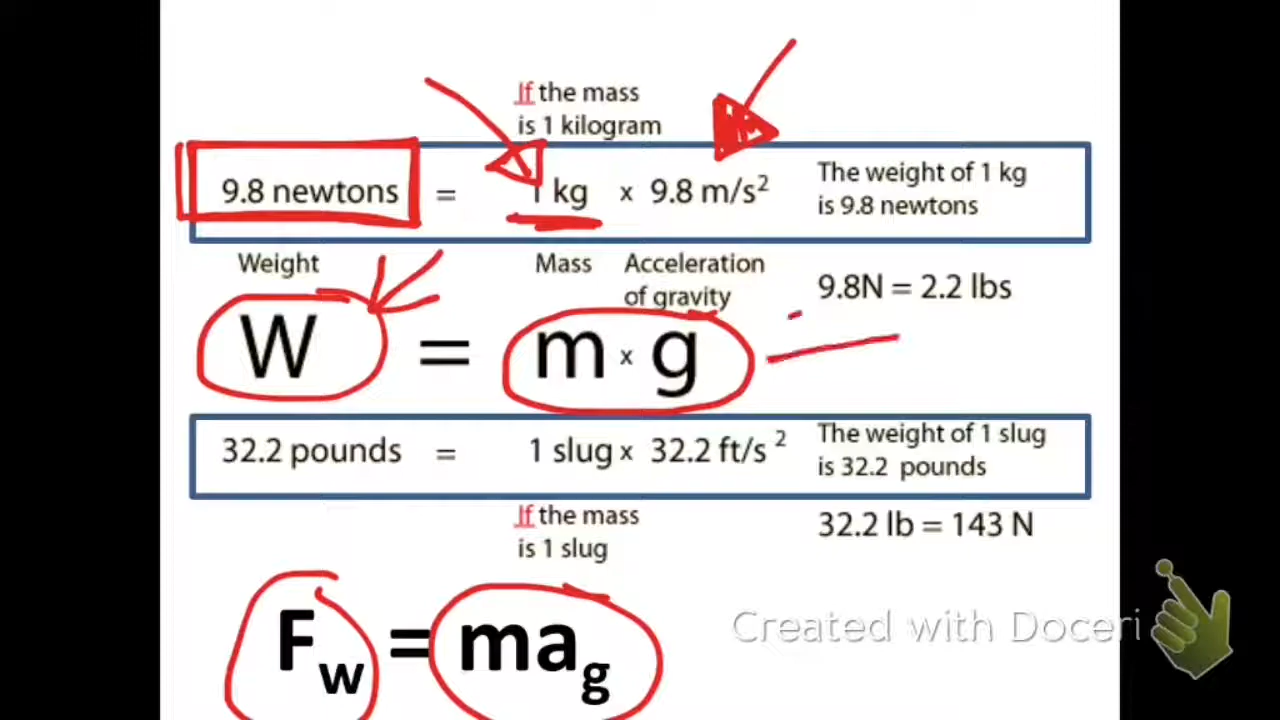 If the mass
is 1 kilogram
9.8 newtons = 1 kg x 9.8 m/s²
The weight of 1 kg
is 9.8 newtons
Weight Mass Acceleration
of gravity
9.8N = 2.2 lbs
W = m x g
32.2 pounds = 1 slug x 32.2 ft/s²
The weight of 1 slug
is 32.2 pounds
If the mass
is 1 slug
32.2 lb = 143 N
Fw = mag
Created with Doceri